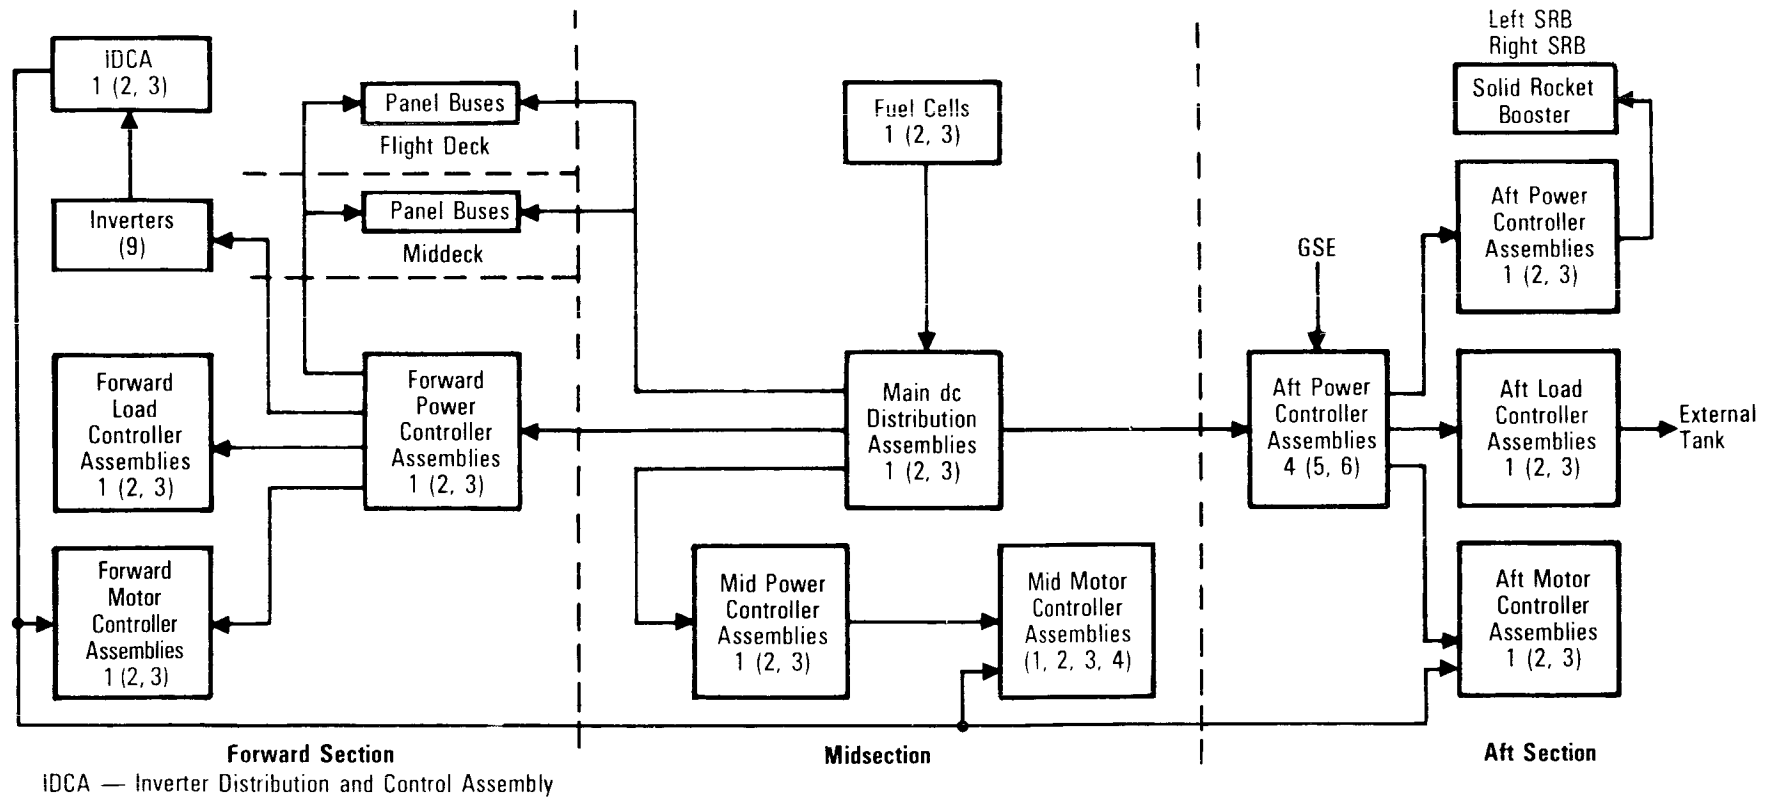 IDCA
1 (2, 3)
Inverters
(9)
Forward
Load
Controller
Assemblies
1 (2, 3)
Forward
Motor
Controller
Assemblies
1 (2, 3)
Panel Buses
Flight Deck
Panel Buses
Middeck
Forward
Power
Controller
Assemblies
1 (2, 3)
Forward Section
Fuel Cells
1 (2, 3)
Main dc
Distribution
Assemblies
1 (2, 3)
Mid Power
Controller
Assemblies
1 (2, 3)
Mid Motor
Controller
Assemblies
(1, 2, 3, 4)
Midsection
GSE
Aft Power
Controller
Assemblies
4 (5, 6)
Left SRB
Right SRB
Solid Rocket
Booster
Aft Power
Controller
Assemblies
1 (2, 3)
Aft Load
Controller
Assemblies
1 (2, 3)
External
Tank
Aft Motor
Controller
Assemblies
1 (2, 3)
Aft Section
IDCA — Inverter Distribution and Control Assembly